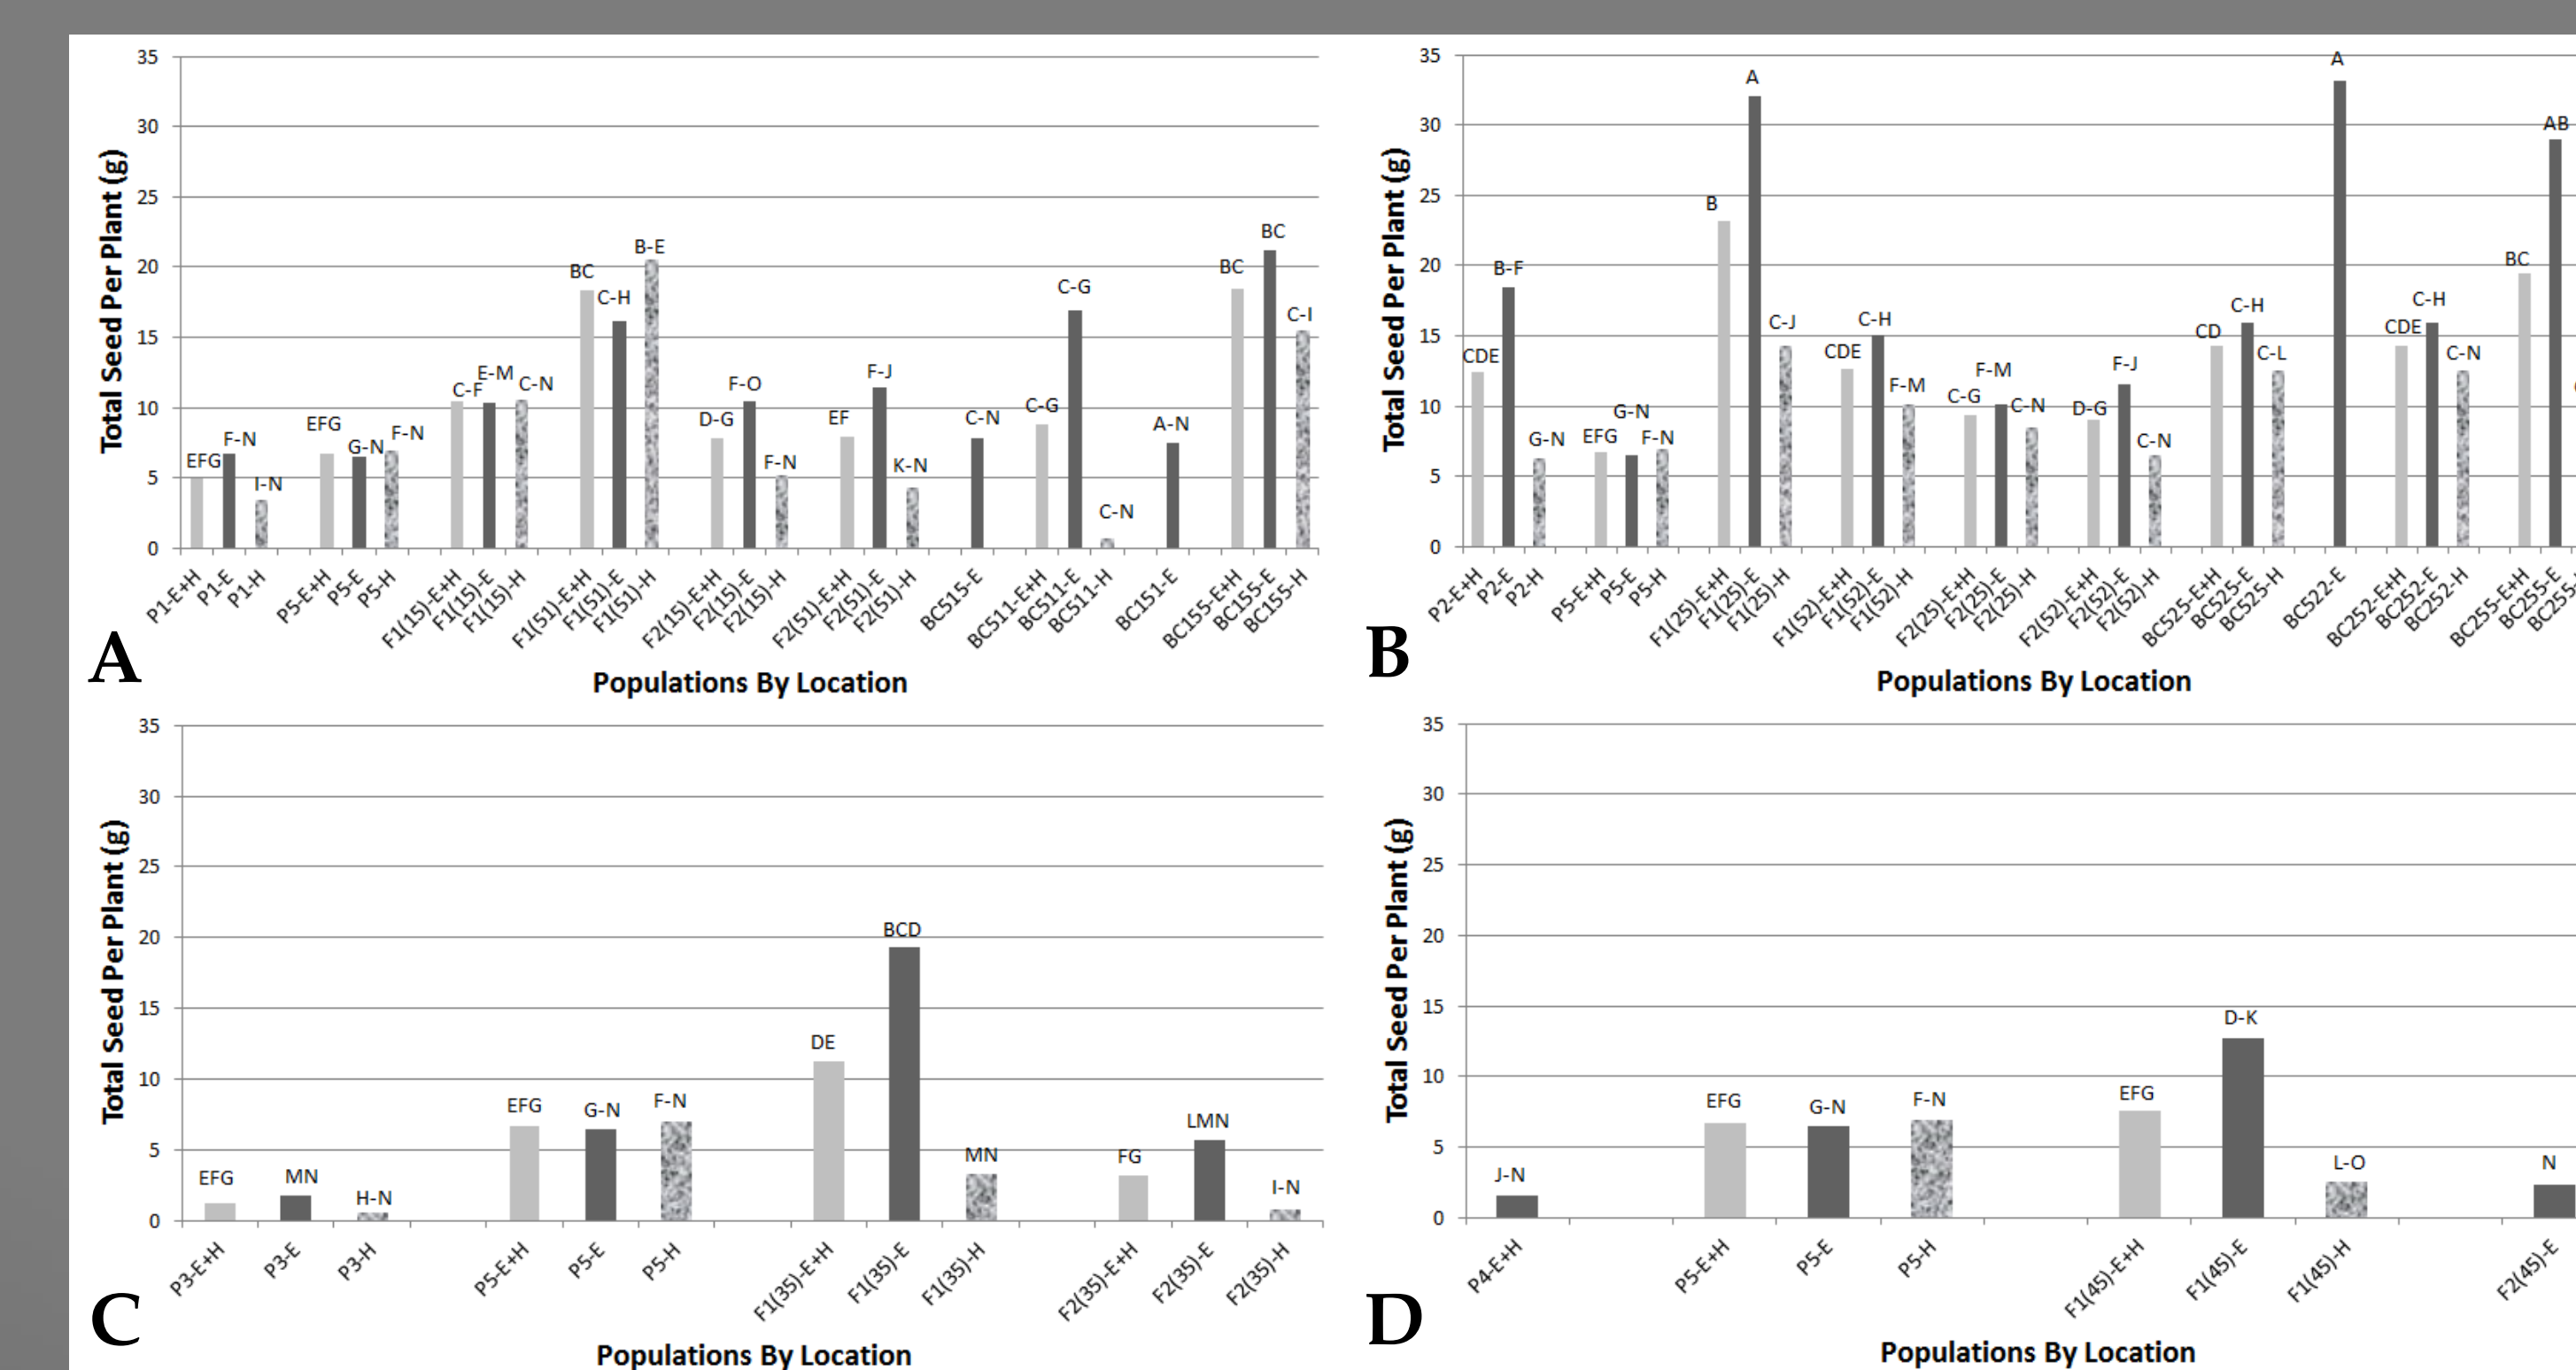 35
30
25
20
15
10
5
0
Total Seed Per Plant (g)
EFG
F-N
I-N
EFG
G-N
F-N
C-F
E-M
C-N
BC
C-H
B-E
D-G
F-O
F-N
EF
F-J
K-N
C-N
C-G
C-G
C-N
A-N
BC
BC
C-I
P1-E+H
P1-E
P1-H
P5-E+H
P5-E
P5-H
F1(15)-E+H
F1(15)-E
F1(15)-H
F1(51)-E+H
F1(51)-E
F1(51)-H
F2(15)-E+H
F2(15)-E
F2(15)-H
F2(51)-E+H
F2(51)-E
F2(51)-H
BC515-E
BC511-E+H
BC511-E
BC511-H
BC151-E
BC155-E+H
BC155-E
BC155-H
A
Populations By Location
35
30
25
20
15
10
5
0
Total Seed Per Plant (g)
CDE
B-F
G-N
EFG
G-N
F-N
B
A
C-J
CDE
C-H
F-M
C-G
F-M
C-N
D-G
F-J
C-N
CD
C-H
C-L
A
CDE
C-H
C-N
BC
AB
P2-E+H
P2-E
P2-H
P5-E+H
P5-E
P5-H
F1(25)-E+H
F1(25)-E
F1(25)-H
F1(52)-E+H
F1(52)-E
F1(52)-H
F2(25)-E+H
F2(25)-E
F2(25)-H
F2(52)-E+H
F2(52)-E
F2(52)-H
BC525-E+H
BC525-E
BC525-H
BC522-E
BC252-E+H
BC252-E
BC252-H
BC255-E+H
BC255-E
BC255-
B
Populations By Location
35
30
25
20
15
10
5
0
Total Seed Per Plant (g)
EFG
MN
H-N
EFG
G-N
F-N
DE
BCD
MN
FG
LMN
I-N
P3-E+H
P3-E
P3-H
P5-E+H
P5-E
P5-H
F1(35)-E+H
F1(35)-E
F1(35)-H
F2(35)-E+H
F2(35)-E
F2(35)-H
C
Populations By Location
35
30
25
20
15
10
5
0
Total Seed Per Plant (g)
J-N
EFG
G-N
F-N
EFG
D-K
L-O
N
P4-E+H
P5-E+H
P5-E
P5-H
F1(45)-E+H
F1(45)-E
F1(45)-H
F2(45)-E
D
Populations By Location